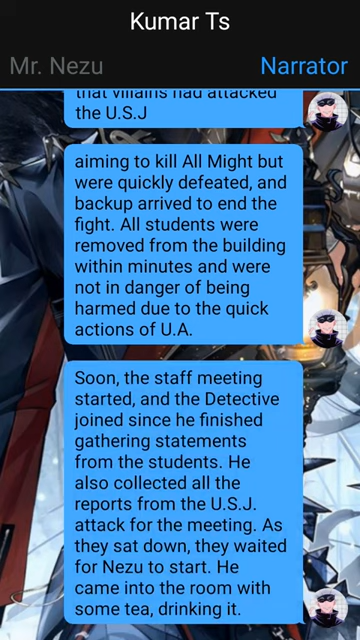 Kumar Ts
Mr. Nezu
Narrator
that villains had attacked
the U.S.J
aiming to kill All Might but
were quickly defeated, and
backup arrived to end the
fight. All students were
removed from the building
within minutes and were
not in danger of being
harmed due to the quick
actions of U.A.
Soon, the staff meeting
started, and the Detective
joined since he finished
gathering statements
from the students. He
also collected all the
reports from the U.S.J.
attack for the meeting. As
they sat down, they waited
for Nezu to start. He
came into the room with
some tea, drinking it.